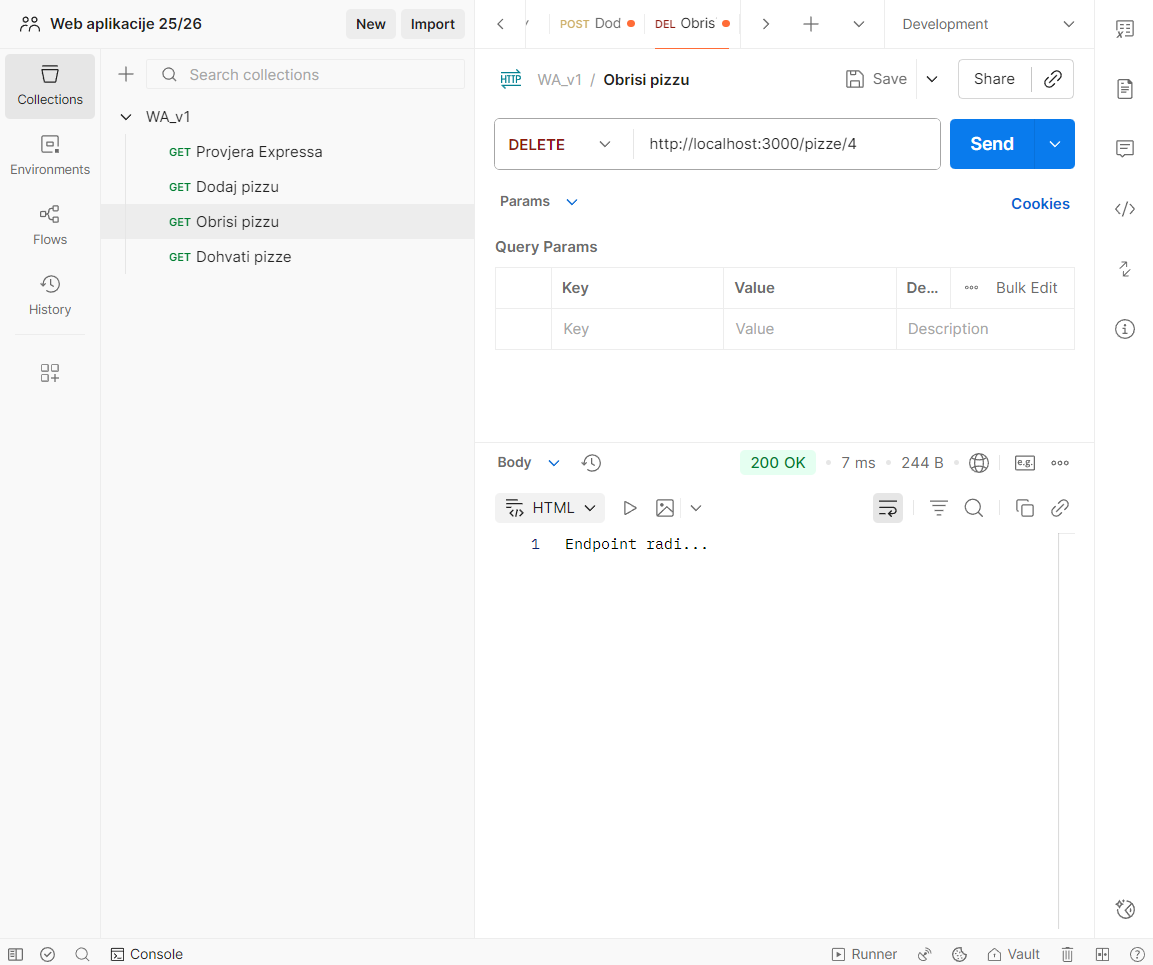 Web aplikacije 25/26
New
Import
POST Dod
DEL Obris
Development
Collections
Environments
Flows
History
Search collections
WA_v1
GET Provjera Expressa
GET Dodaj pizzu
GET Obrisi pizzu
GET Dohvati pizze
HTTP WA_v1 / Obrisi pizzu
Save
Share
DELETE
http://localhost:3000/pizze/4
Send
Params
Cookies
Query Params
Key Value De... Bulk Edit
Key Value Description
Body
200 OK 7 ms 244 B
e.g.
HTML
1 Endpoint radi...
Console
Runner
Vault